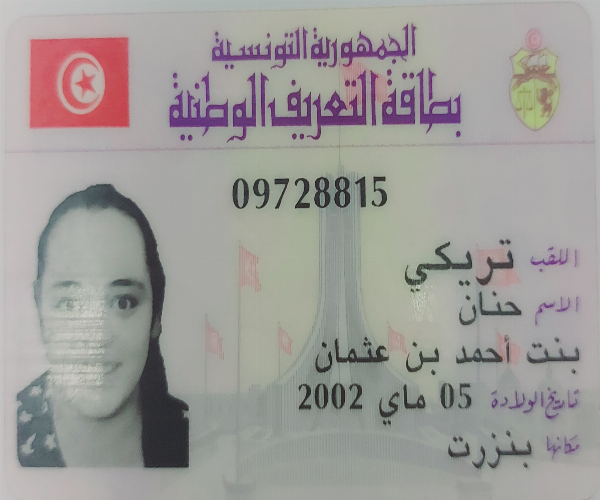 الجمهورية التونسية
بطاقة التعريف الوطنية
09728815
اللقب تريكي
الاسم حنان
بنت أحمد بن عثمان
تاريخ الولادة 05 ماي 2002
مكانها بنزرت